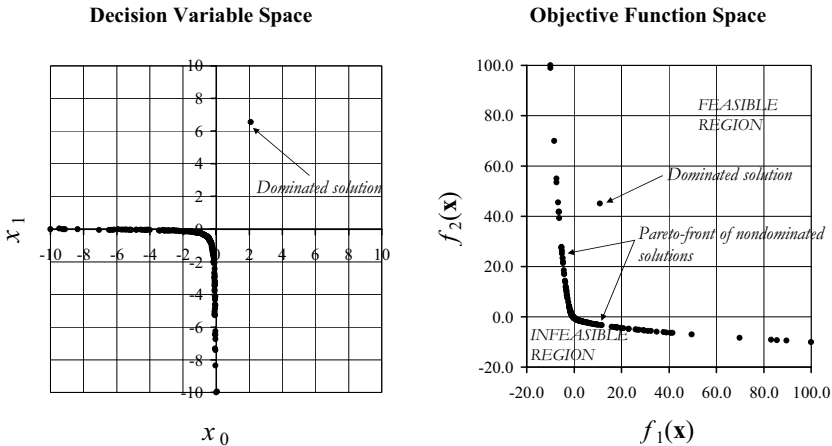 Decision Variable Space
10
8
6
4
2
0
-2
-4
-6
-8
-10
-10 -8 -6 -4 -2 0 2 4 6 8 10
x 1
x 0
Dominated solution
Objective Function Space
100.0
80.0
60.0
40.0
20.0
0.0
-20.0
-20.0 0.0 20.0 40.0 60.0 80.0 100.0
f2(x)
f1(x)
FEASIBLE
REGION
Dominated solution
Pareto-front of nondominated
solutions
INFEASIBLE
REGION